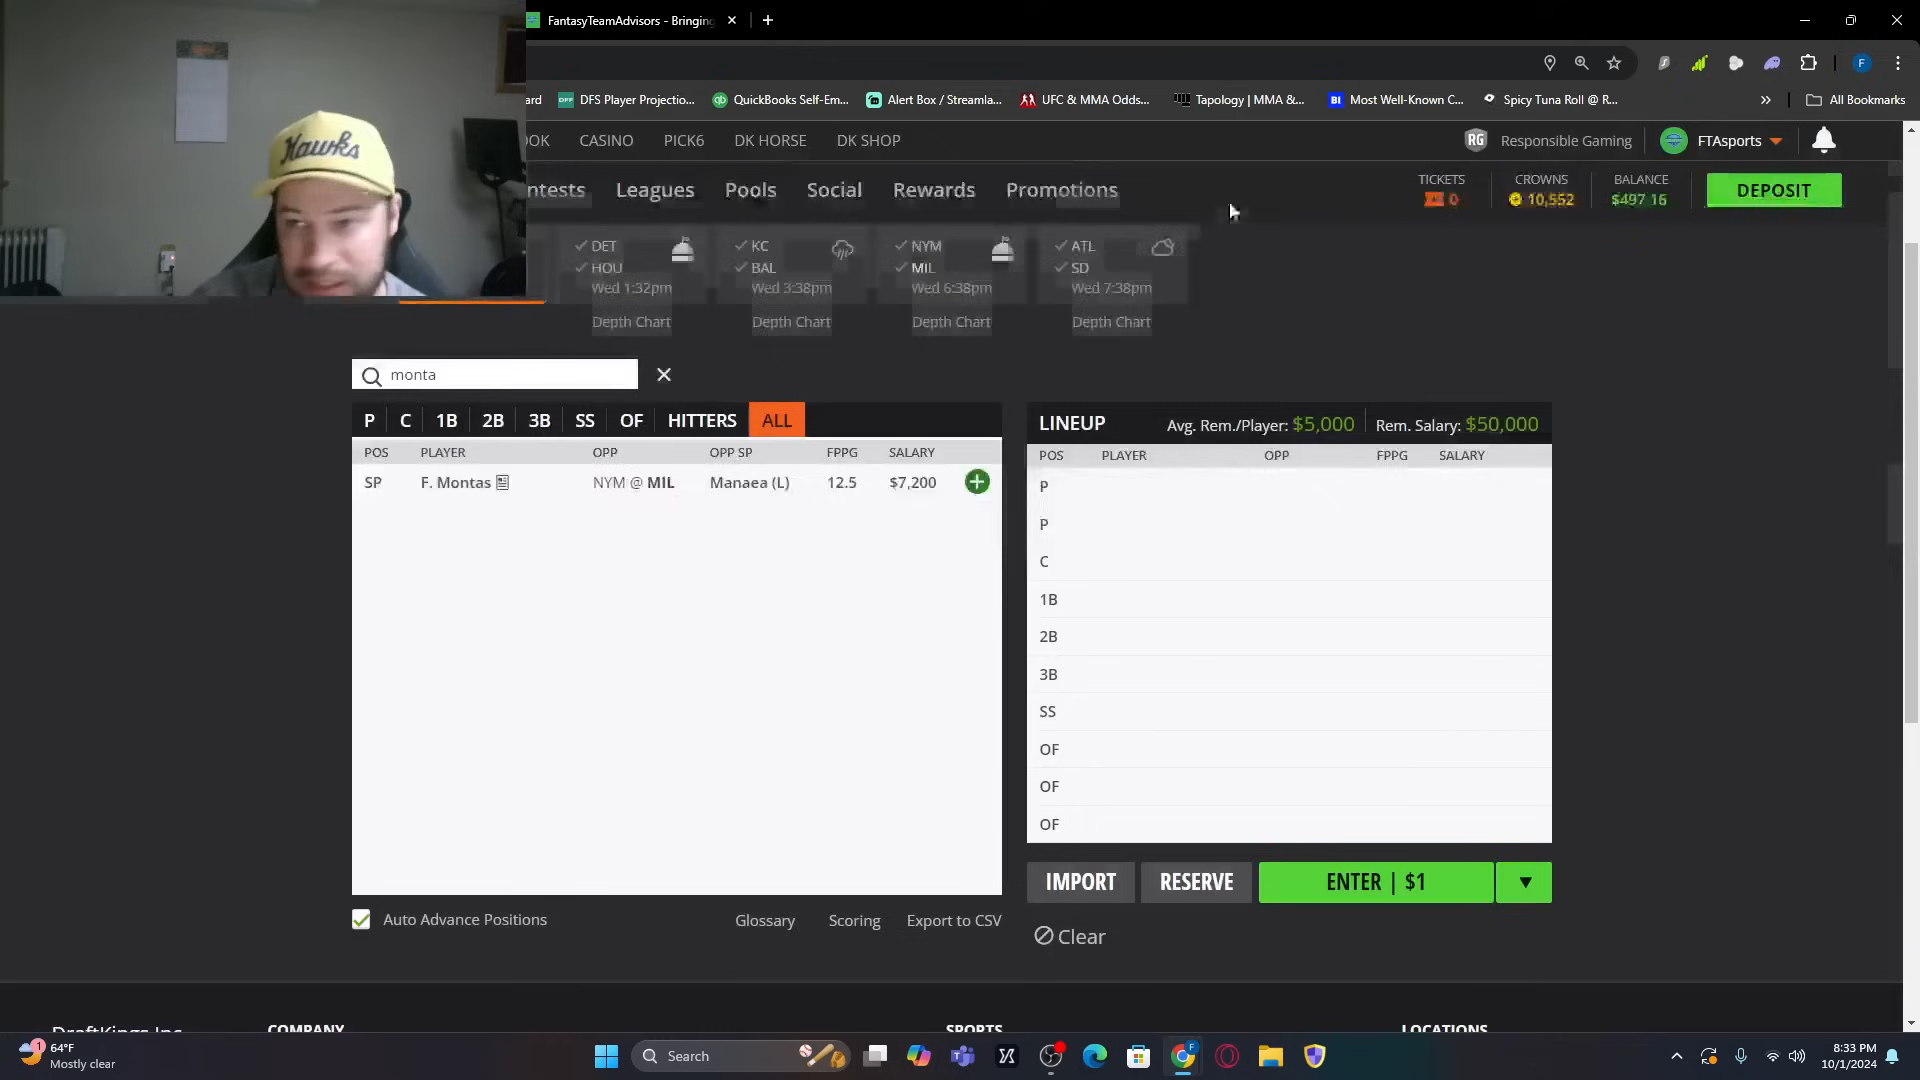 FantasyTeamAdvisors - Bringing
ard
DFS Player Projectio...
QuickBooks Self-Em...
Alert Box / Streamla...
UFC & MMA Odds...
Tapology | MMA &...
BI Most Well-Known C...
Spicy Tuna Roll @ R...
» All Bookmarks
F
Hawks
OOK CASINO PICK6 DK HORSE DK SHOP
RG Responsible Gaming FTAsports
ntests Leagues Pools Social Rewards Promotions
TICKETS CROWNS BALANCE
0 10,552 $497.16
DEPOSIT
DET KC NYM ATL
HOU BAL MIL SD
Wed 1:32pm Wed 3:38pm Wed 6:38pm Wed 7:38pm
Depth Chart Depth Chart Depth Chart Depth Chart
monta
P C 1B 2B 3B SS OF HITTERS ALL
POS PLAYER OPP OPP SP FPPG SALARY
SP F. Montas NYM @ MIL Manaea (L) 12.5 $7,200
LINEUP Avg. Rem./Player: $5,000 Rem. Salary: $50,000
POS PLAYER OPP FPPG SALARY
P
P
C
1B
2B
3B
SS
OF
OF
OF
IMPORT RESERVE ENTER | $1
Clear
Auto Advance Positions Glossary Scoring Export to CSV
DraftKings Inc. COMPANY SPORTS LOCATIONS
1 64°F
Mostly clear
Search
8:33 PM
10/1/2024